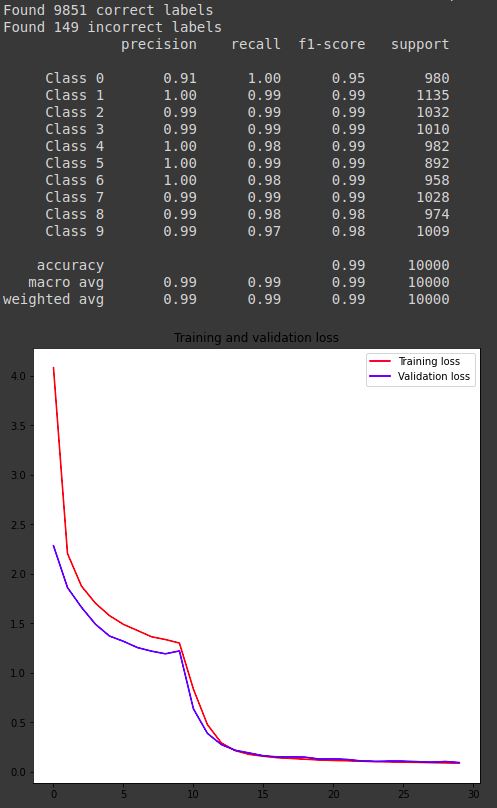 Found 9851 correct labels
Found 149 incorrect labels
precision recall f1-score support
Class 0 0.91 1.00 0.95 980
Class 1 1.00 0.99 0.99 1135
Class 2 0.99 0.99 0.99 1032
Class 3 0.99 0.99 0.99 1010
Class 4 1.00 0.98 0.99 982
Class 5 1.00 0.99 0.99 892
Class 6 1.00 0.98 0.99 958
Class 7 0.99 0.99 0.99 1028
Class 8 0.99 0.98 0.98 974
Class 9 0.99 0.97 0.98 1009
accuracy 0.99 10000
macro avg 0.99 0.99 0.99 10000
weighted avg 0.99 0.99 0.99 10000
Training and validation loss
Training loss
Validation loss
4.0
3.5
3.0
2.5
2.0
1.5
1.0
0.5
0.0
0 5 10 15 20 25 30